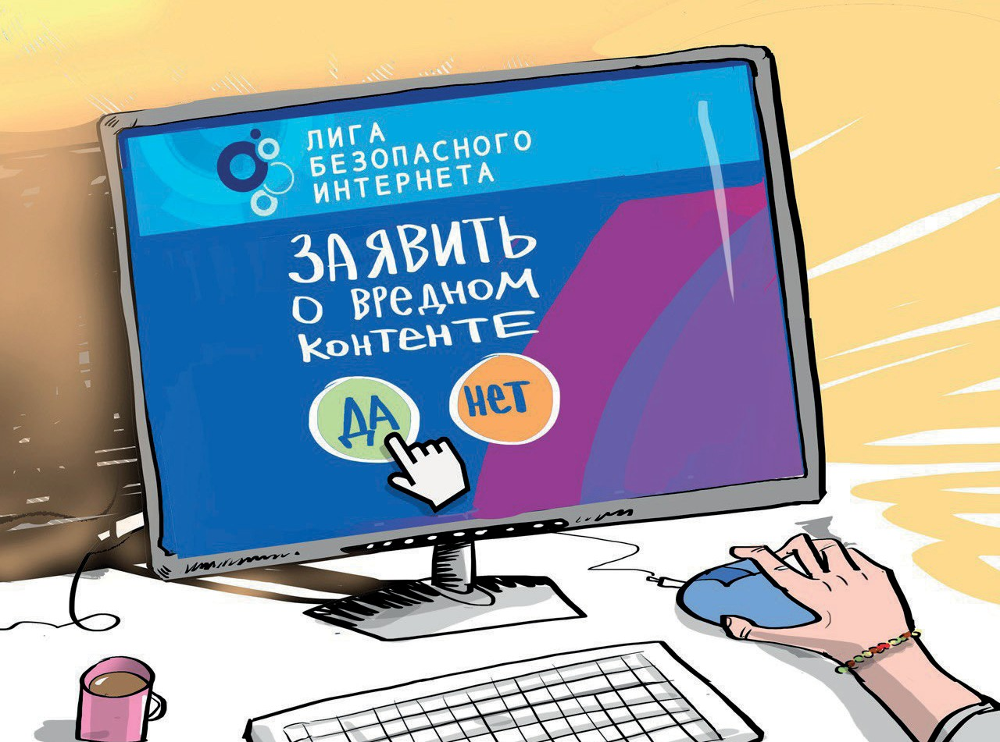 ЛИГА
БЕЗОПАСНОГО
ИНТЕРНЕТА
ЗАЯВИТЬ
О ВРЕДНОМ
КОНТЕНТЕ
ДА
НЕТ